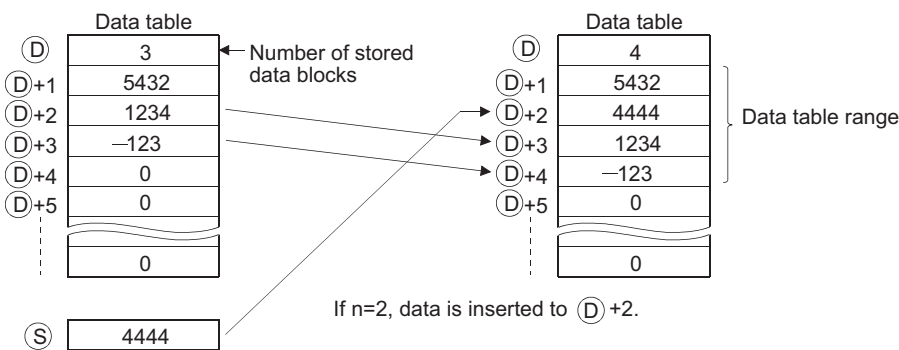 Data table Data table
D 3 Number of stored data blocks D 4
D+1 5432 D+1 5432
D+2 1234 D+2 4444 Data table range
D+3 —123 D+3 1234
D+4 0 D+4 —123
D+5 0 D+5 0
0 0
If n=2, data is inserted to D +2.
S 4444